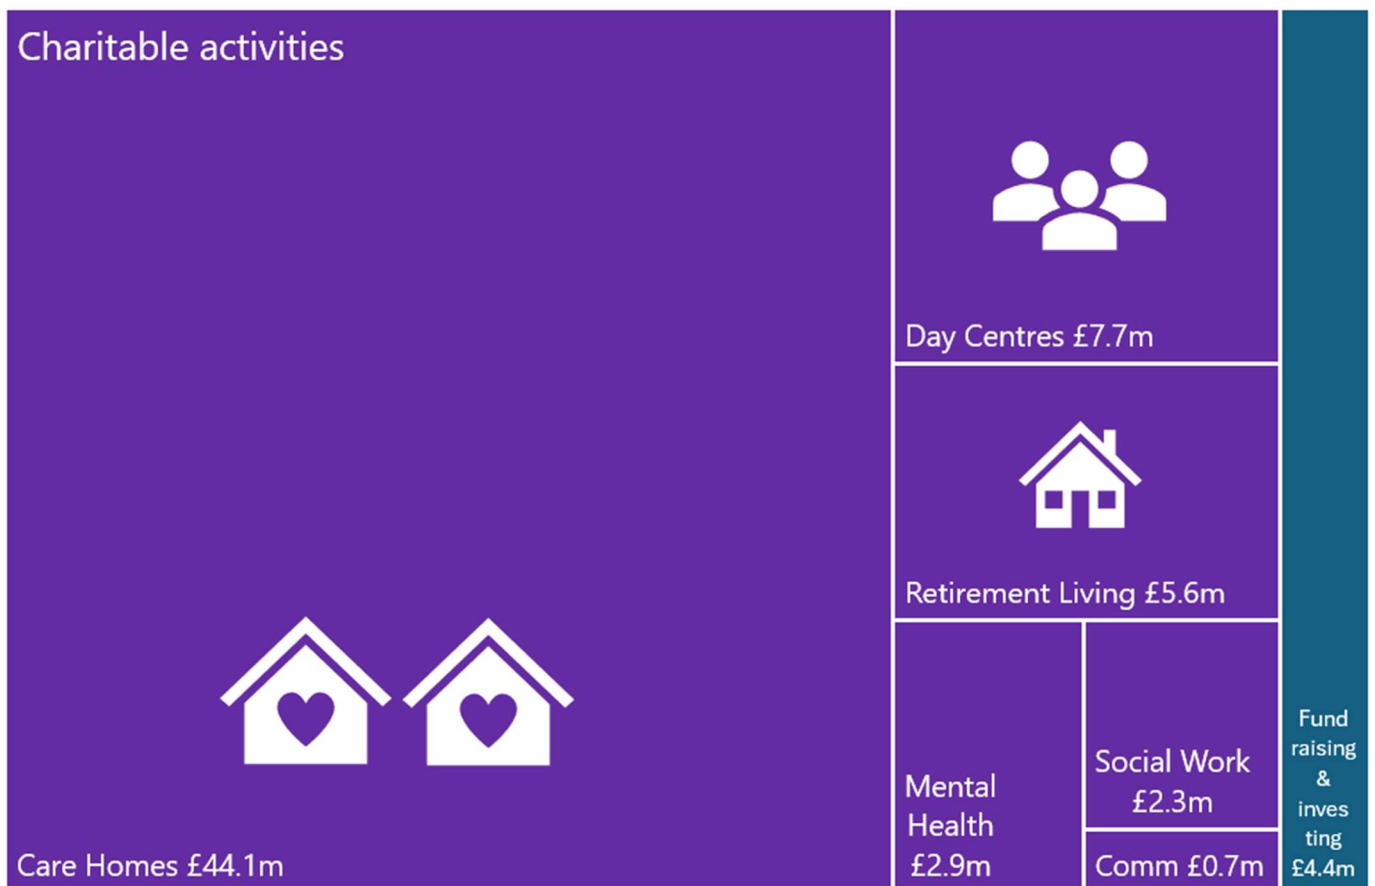 Charitable activities
Care Homes £44.1m
Day Centres £7.7m
Retirement Living £5.6m
Mental
Health
£2.9m
Social Work
£2.3m
Comm £0.7m
Fund
raising
&
inves
ting
£4.4m